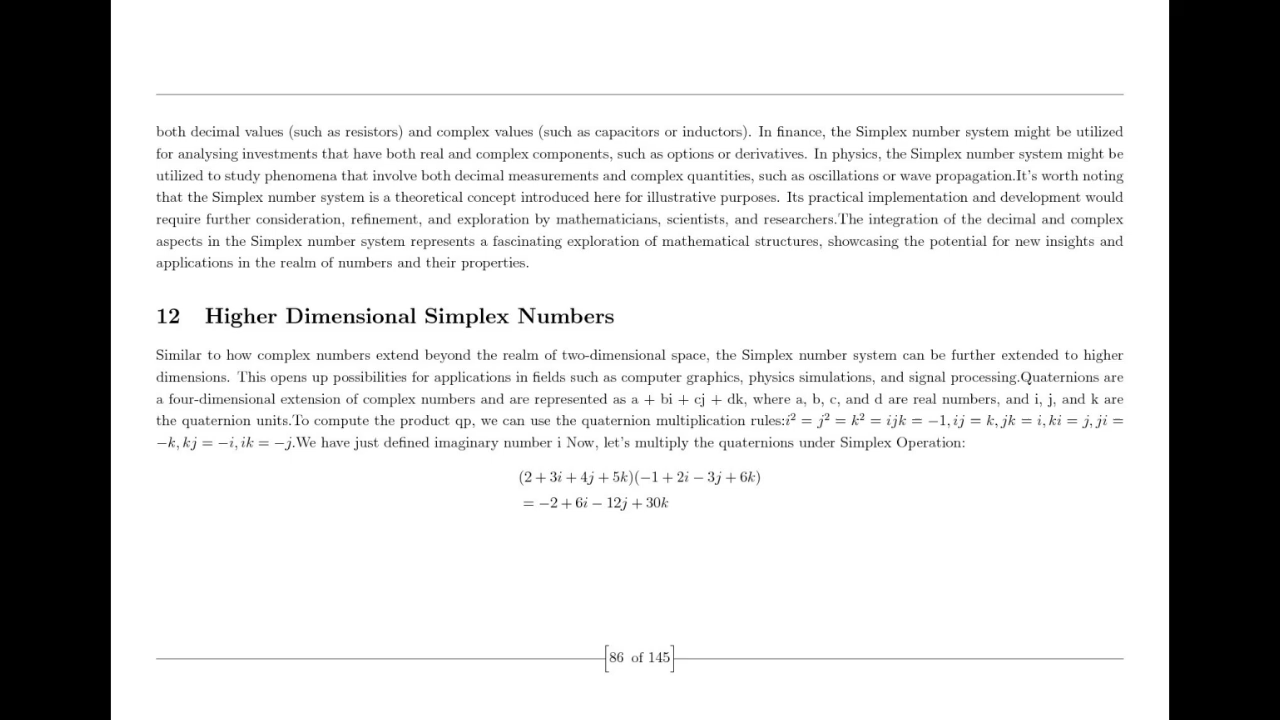 both decimal values (such as resistors) and complex values (such as capacitors or inductors). In finance, the Simplex number system might be utilized
for analysing investments that have both real and complex components, such as options or derivatives. In physics, the Simplex number system might be
utilized to study phenomena that involve both decimal measurements and complex quantities, such as oscillations or wave propagation.It's worth noting
that the Simplex number system is a theoretical concept introduced here for illustrative purposes. Its practical implementation and development would
require further consideration, refinement, and exploration by mathematicians, scientists, and researchers.The integration of the decimal and complex
aspects in the Simplex number system represents a fascinating exploration of mathematical structures, showcasing the potential for new insights and
applications in the realm of numbers and their properties.
12 Higher Dimensional Simplex Numbers
Similar to how complex numbers extend beyond the realm of two-dimensional space, the Simplex number system can be further extended to higher
dimensions. This opens up possibilities for applications in fields such as computer graphics, physics simulations, and signal processing.Quaternions are
a four-dimensional extension of complex numbers and are represented as a + bi + cj + dk, where a, b, c, and d are real numbers, and i, j, and k are
the quaternion units.To compute the product qp, we can use the quaternion multiplication rules:i² = j² = k² = ijk = −1, ij = k, jk = i, ki = j, ji =
−k, kj = −i, ik = −j.We have just defined imaginary number i Now, let's multiply the quaternions under Simplex Operation:
(2 + 3i + 4j + 5k)(−1 + 2i − 3j + 6k)
= −2 + 6i − 12j + 30k
[86 of 145]